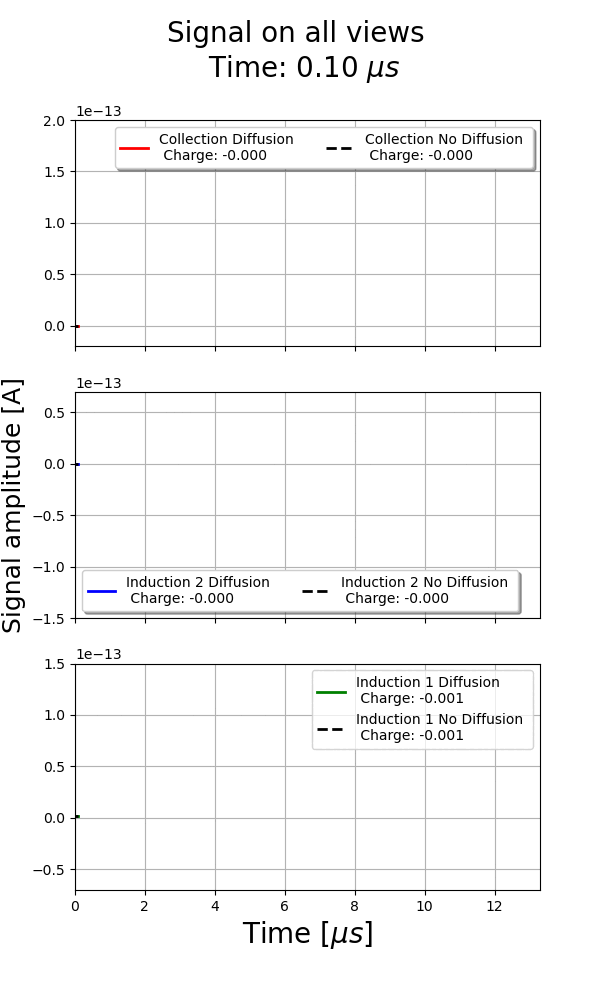 Signal on all views
Time: 0.10 μs
1e−13
2.0
1.5
1.0
0.5
0.0
Collection Diffusion
Charge: -0.000
Collection No Diffusion
Charge: -0.000
Signal amplitude [A]
1e−13
0.5
0.0
−0.5
−1.0
−1.5
Induction 2 Diffusion
Charge: -0.000
Induction 2 No Diffusion
Charge: -0.000
1e−13
1.5
1.0
0.5
0.0
−0.5
Induction 1 Diffusion
Charge: -0.001
Induction 1 No Diffusion
Charge: -0.001
0 2 4 6 8 10 12
Time [μs]